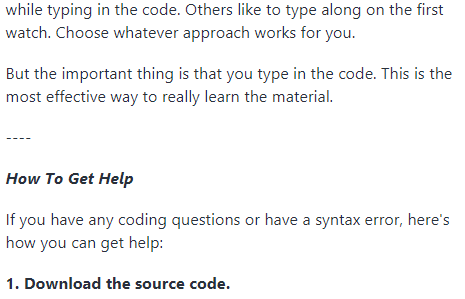 while typing in the code. Others like to type along on the first
watch. Choose whatever approach works for you.
But the important thing is that you type in the code. This is the
most effective way to really learn the material.
----
How To Get Help
If you have any coding questions or have a syntax error, here's
how you can get help:
1. Download the source code.